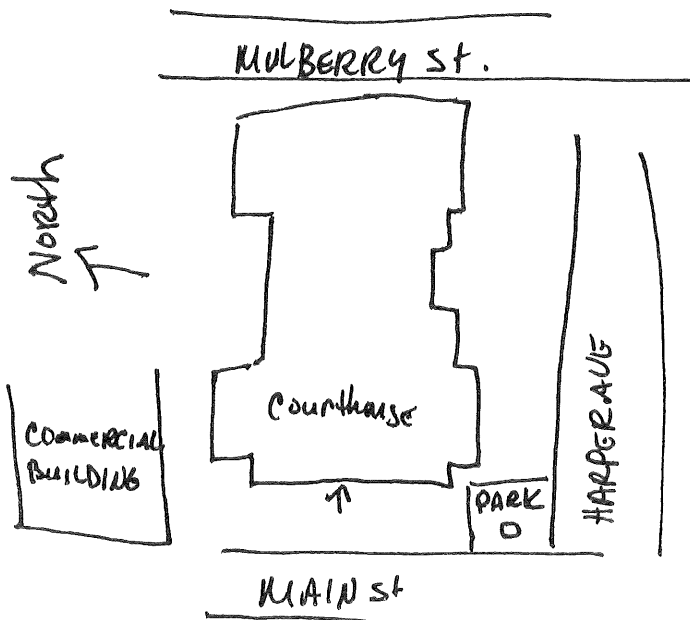 MULBERRY St.
North
Courthouse
COMMERCIAL
BUILDING
PARK
HARPER AVE
MAIN St